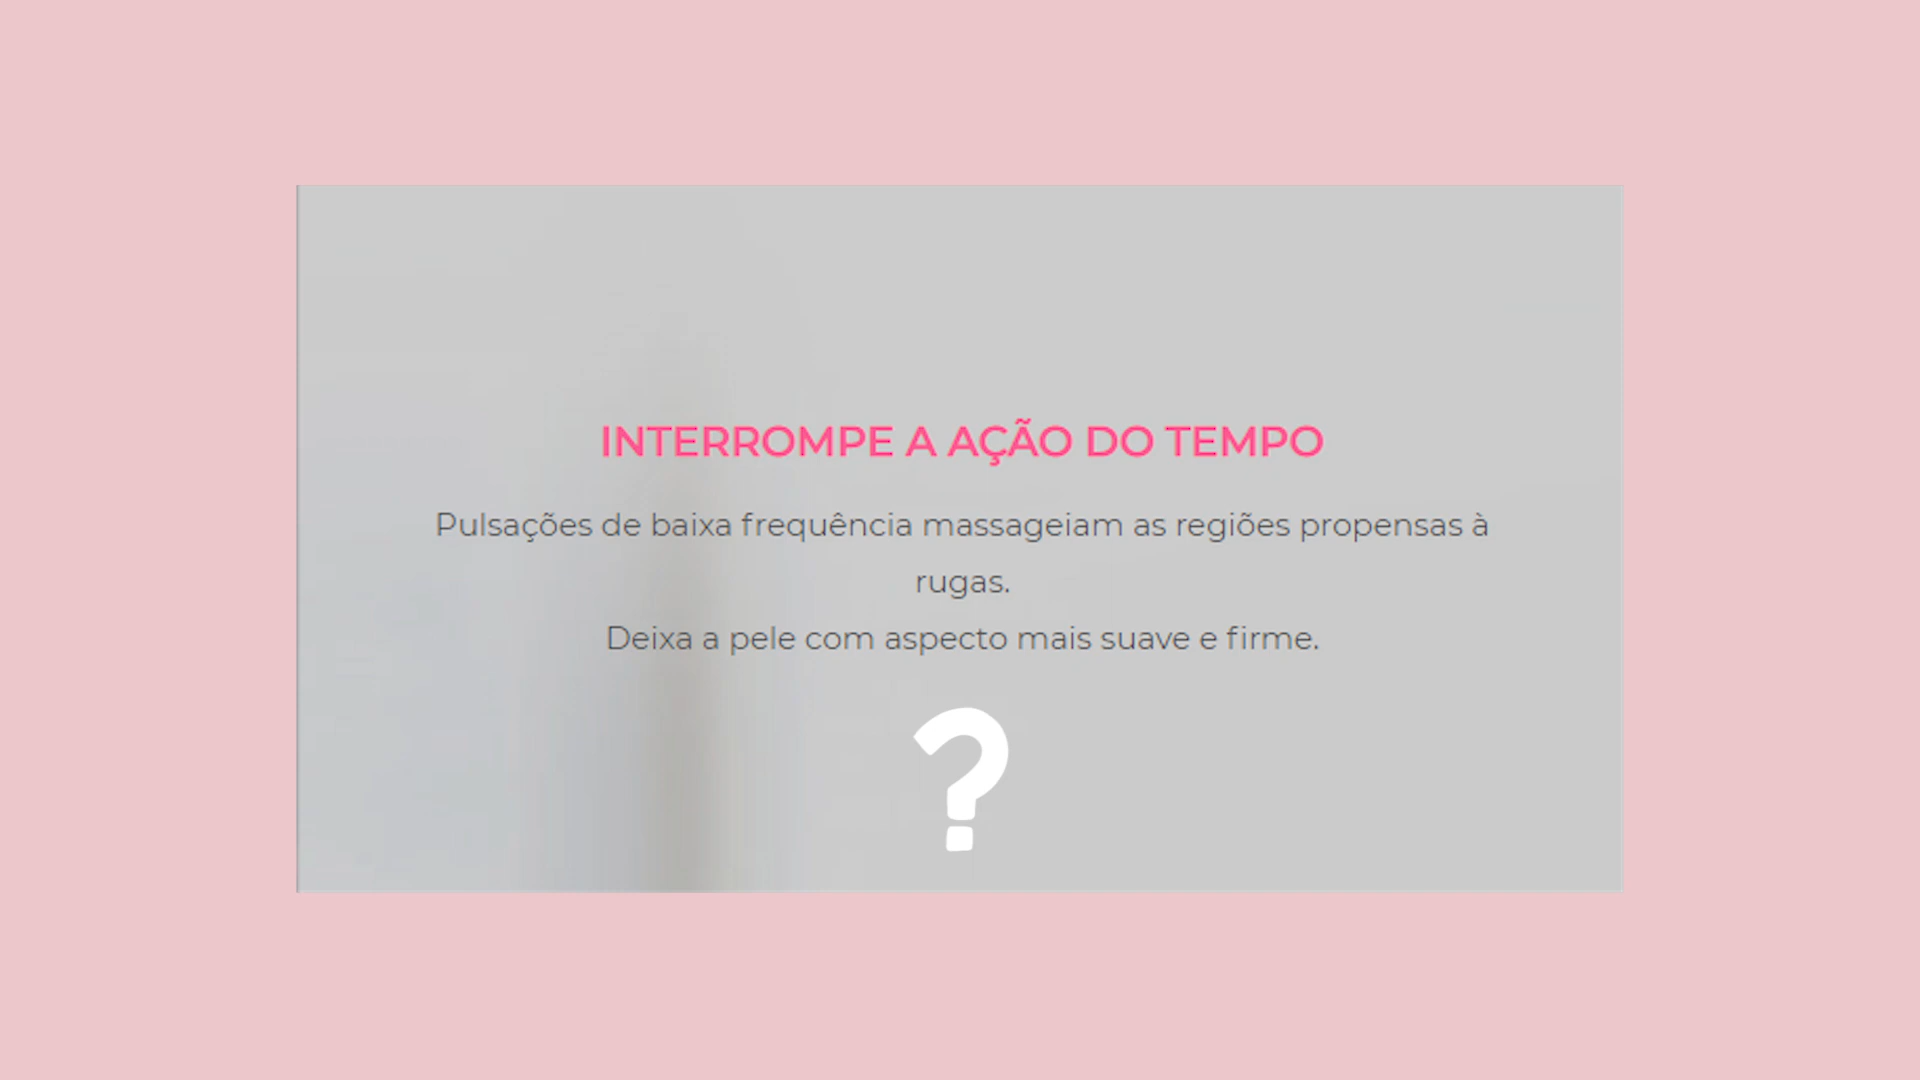 INTERROMPE A AÇÃO DO TEMPO
Pulsações de baixa frequência massageiam as regiões propensas à
rugas.
Deixa a pele com aspecto mais suave e firme.
?